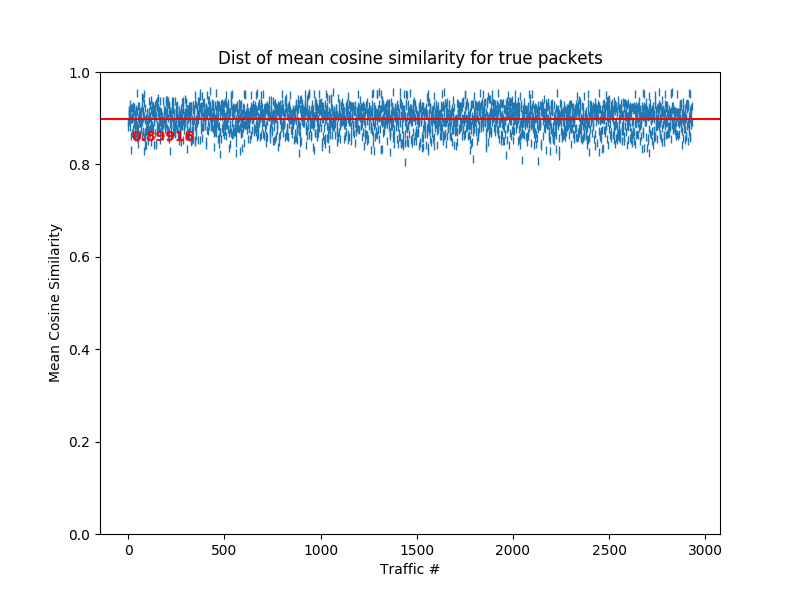 Dist of mean cosine similarity for true packets
1.0
0.8
0.6
0.4
0.2
0.0
Mean Cosine Similarity
0.89916
0 500 1000 1500 2000 2500 3000
Traffic #